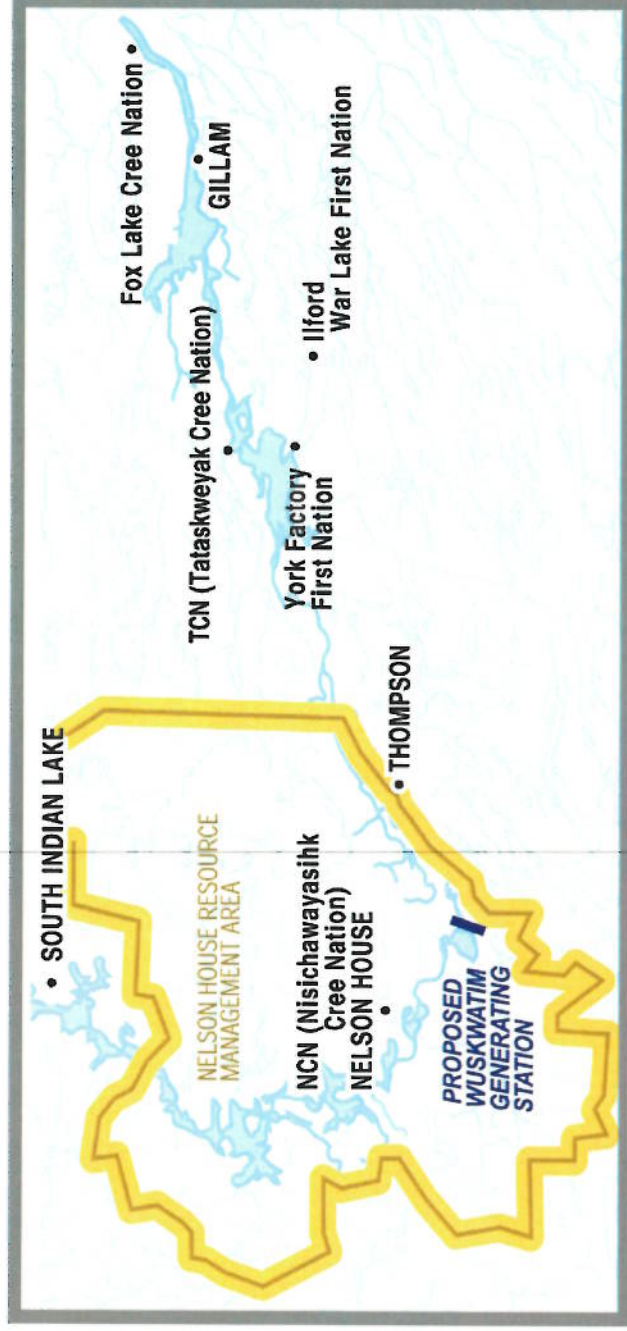 SOUTH INDIAN LAKE
NELSON HOUSE RESOURCE
MANAGEMENT AREA
NCN (Nisichawayasihk
Cree Nation)
NELSON HOUSE
PROPOSED
WUSKWATIM
GENERATING
STATION
THOMPSON
TCN (Tataskweyak Cree Nation)
York Factory
First Nation
Fox Lake Cree Nation
GILLAM
Ilford
War Lake First Nation